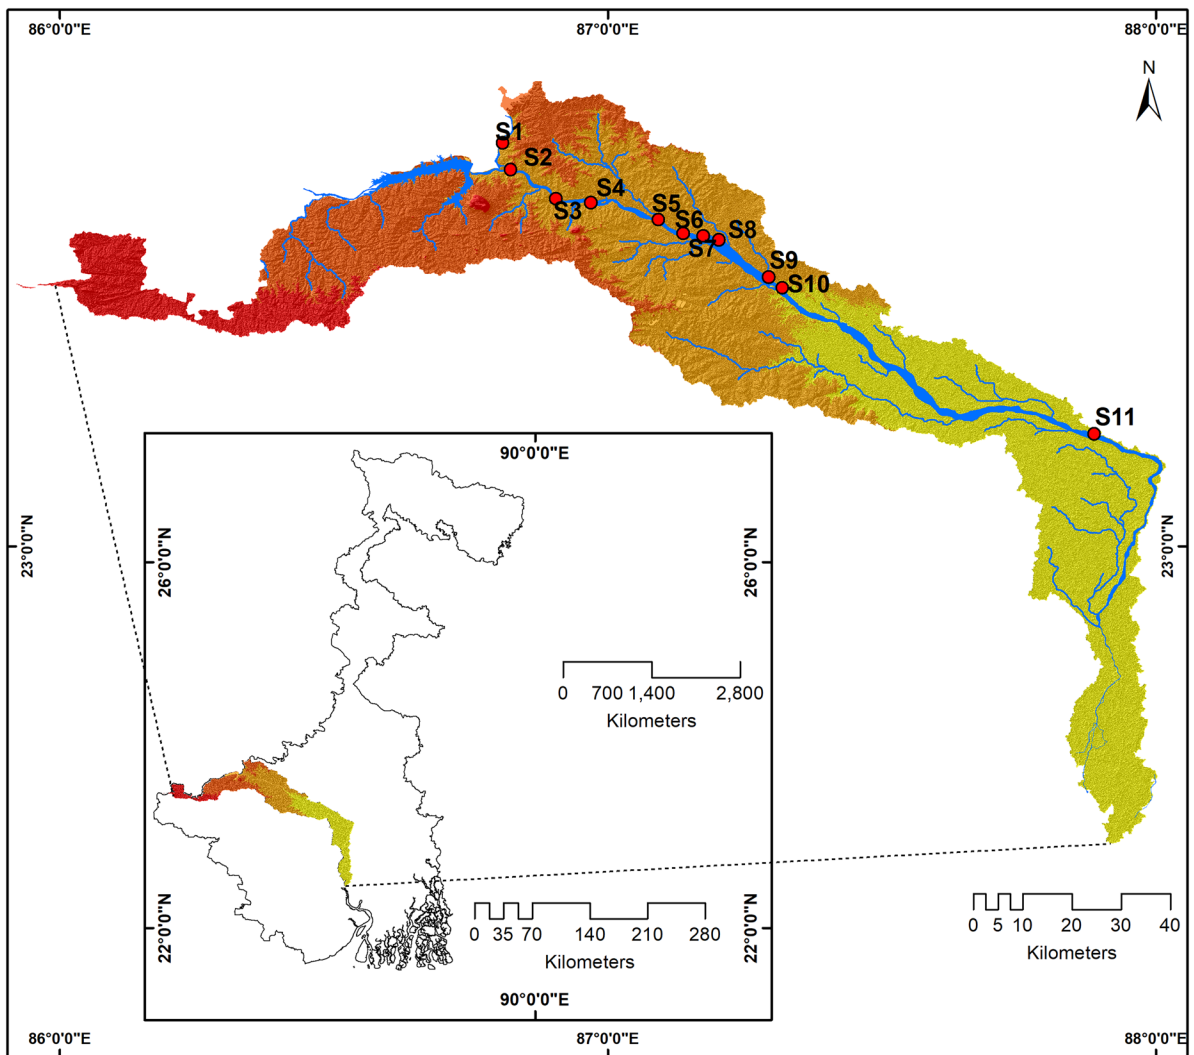 86°0'0"E 87°0'0"E 88°0'0"E
N
S1
S2
S3
S4
S5
S6
S7
S8
S9
S10
S11
90°0'0"E
23°0'0"N
26°0'0"N
26°0'0"N
23°0'0"N
0 700 1,400 2,800
Kilometers
22°0'0"N
22°0'0"N
0 35 70 140 210 280
Kilometers
0 5 10 20 30 40
Kilometers
90°0'0"E
86°0'0"E 87°0'0"E 88°0'0"E